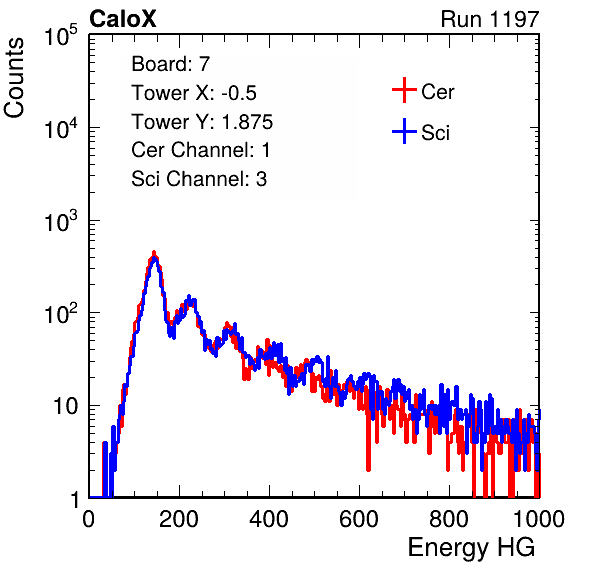 CaloX Run 1197
Counts
10^5
10^4
10^3
10^2
10
1
Board: 7
Tower X: -0.5
Tower Y: 1.875
Cer Channel: 1
Sci Channel: 3
Cer
Sci
0 200 400 600 800 1000
Energy HG